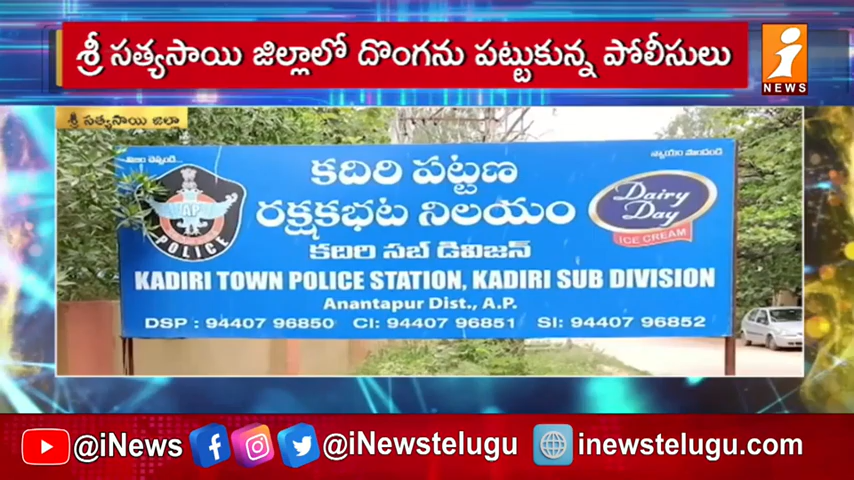 శ్రీ సత్యసాయి జిల్లాలో దొంగను పట్టుకున్న పోలీసులు
i NEWS
శ్రీ సత్యసాయి జిల్లా
నిజం చెప్పండి...
న్యాయం పొందండి
కదిరి పట్టణ
రక్షకభట నిలయం
AP
POLICE
Dairy Day
ICE CREAM
కదిరి సబ్ డివిజన్
KADIRI TOWN POLICE STATION, KADIRI SUB DIVISION
Anantapur Dist., A.P.
DSP : 94407 96850 CI: 94407 96851 SI: 94407 96852
@iNews @iNewstelugu inewstelugu.com